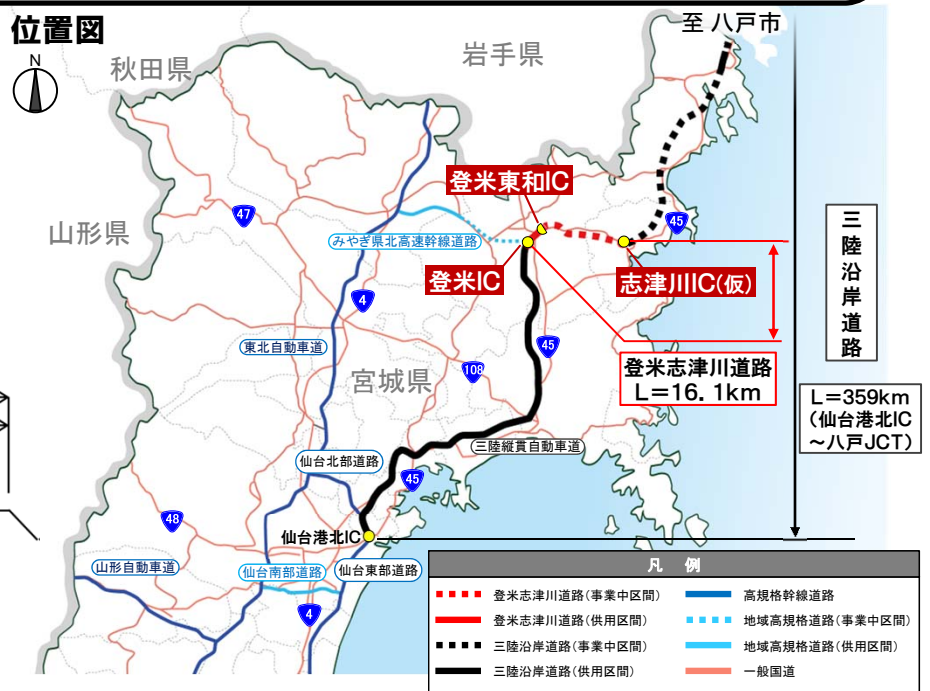 位置図
N
秋田県
岩手県
至 八戸市
登米東和IC
47
45
山形県
みやぎ県北高速幹線道路
登米IC
志津川IC(仮)
三陸沿岸道路
4
東北自動車道
45
108
宮城県
登米志津川道路
L=16.1km
L=359km
(仙台港北IC
~八戸JCT)
三陸縦貫自動車道
仙台北部道路
45
48
仙台港北IC
山形自動車道
仙台南部道路
仙台東部道路
4
凡 例
登米志津川道路(事業中区間)
高規格幹線道路
登米志津川道路(供用区間)
地域高規格道路(事業中区間)
三陸沿岸道路(事業中区間)
地域高規格道路(供用区間)
三陸沿岸道路(供用区間)
一般国道